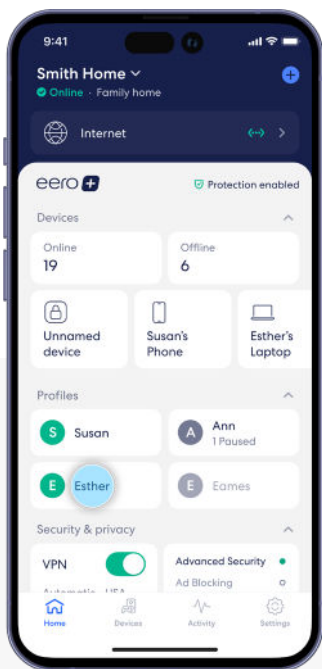 9:41
Smith Home
Online · Family home
Internet
eero+
Protection enabled
Devices
Online
19
Offline
6
Unnamed
device
Susan's
Phone
Esther's
Laptop
Profiles
S Susan
A Ann
1 Paused
E Esther
E Eames
Security & privacy
VPN
Automatic - USA
Advanced Security
Ad Blocking
Home
Devices
Activity
Settings